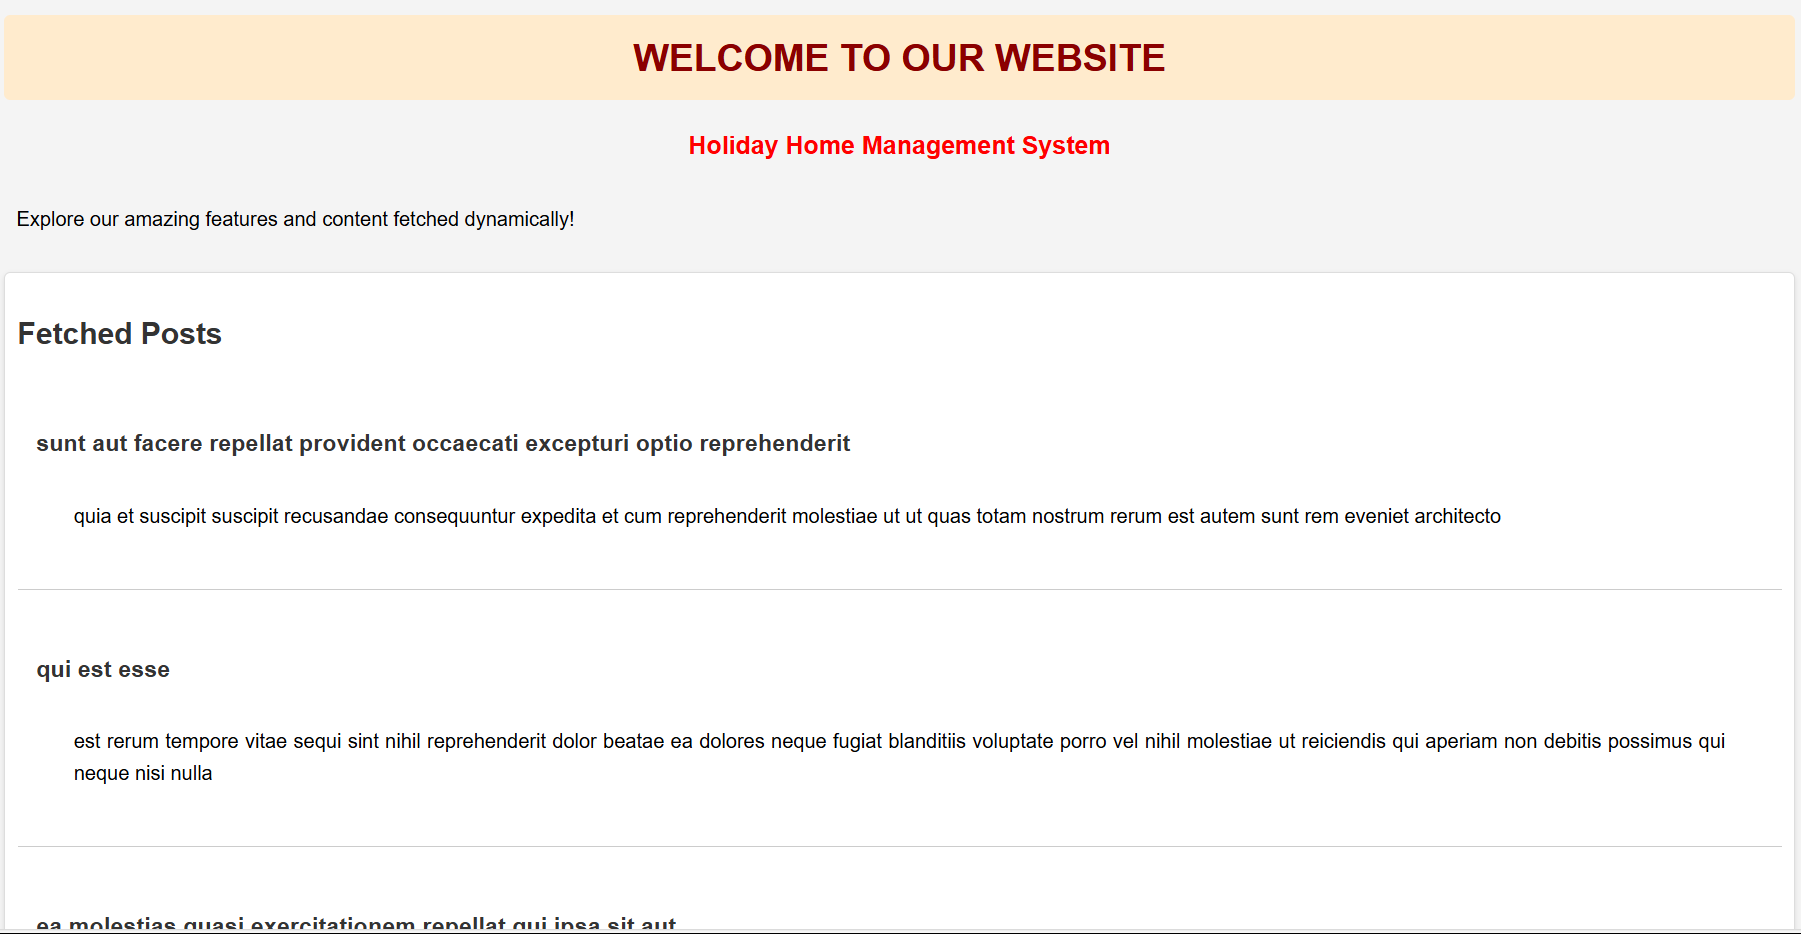 WELCOME TO OUR WEBSITE
Holiday Home Management System
Explore our amazing features and content fetched dynamically!
Fetched Posts
sunt aut facere repellat provident occaecati excepturi optio reprehenderit
quia et suscipit suscipit recusandae consequuntur expedita et cum reprehenderit molestiae ut ut quas totam nostrum rerum est autem sunt rem eveniet architecto
qui est esse
est rerum tempore vitae sequi sint nihil reprehenderit dolor beatae ea dolores neque fugiat blanditiis voluptate porro vel nihil molestiae ut reiciendis qui aperiam non debitis possimus qui
neque nisi nulla
ea molestias quasi exercitationem repellat qui ipsa sit aut